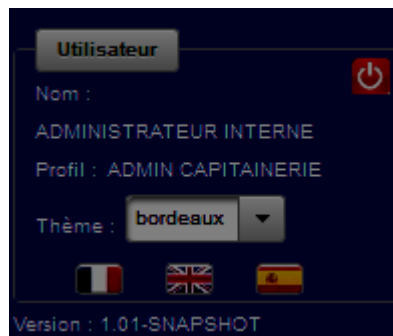 Utilisateur
Nom :
ADMINISTRATEUR INTERNE
Profil : ADMIN CAPITAINERIE
Thème : bordeaux
Version : 1.01-SNAPSHOT